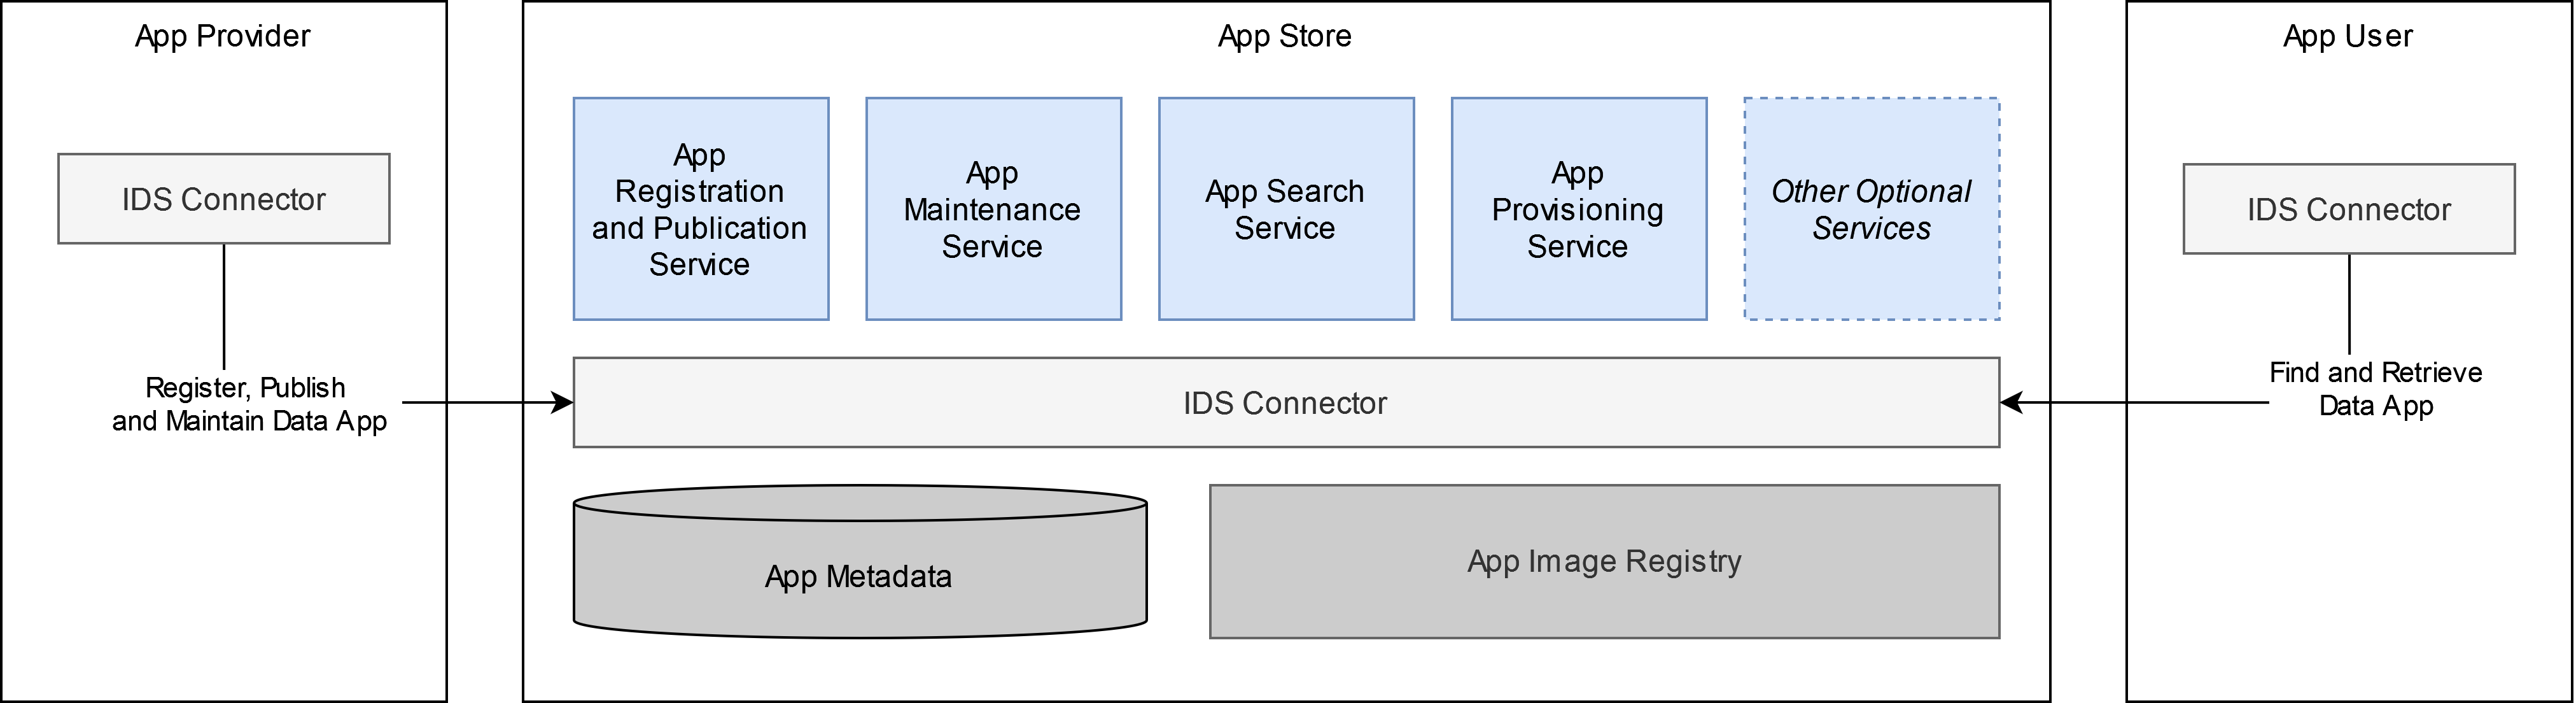 App Provider
IDS Connector
Register, Publish
and Maintain Data App
App Store
App
Registration
and Publication
Service
App
Maintenance
Service
App Search
Service
App
Provisioning
Service
Other Optional
Services
IDS Connector
App Metadata
App Image Registry
App User
IDS Connector
Find and Retrieve
Data App